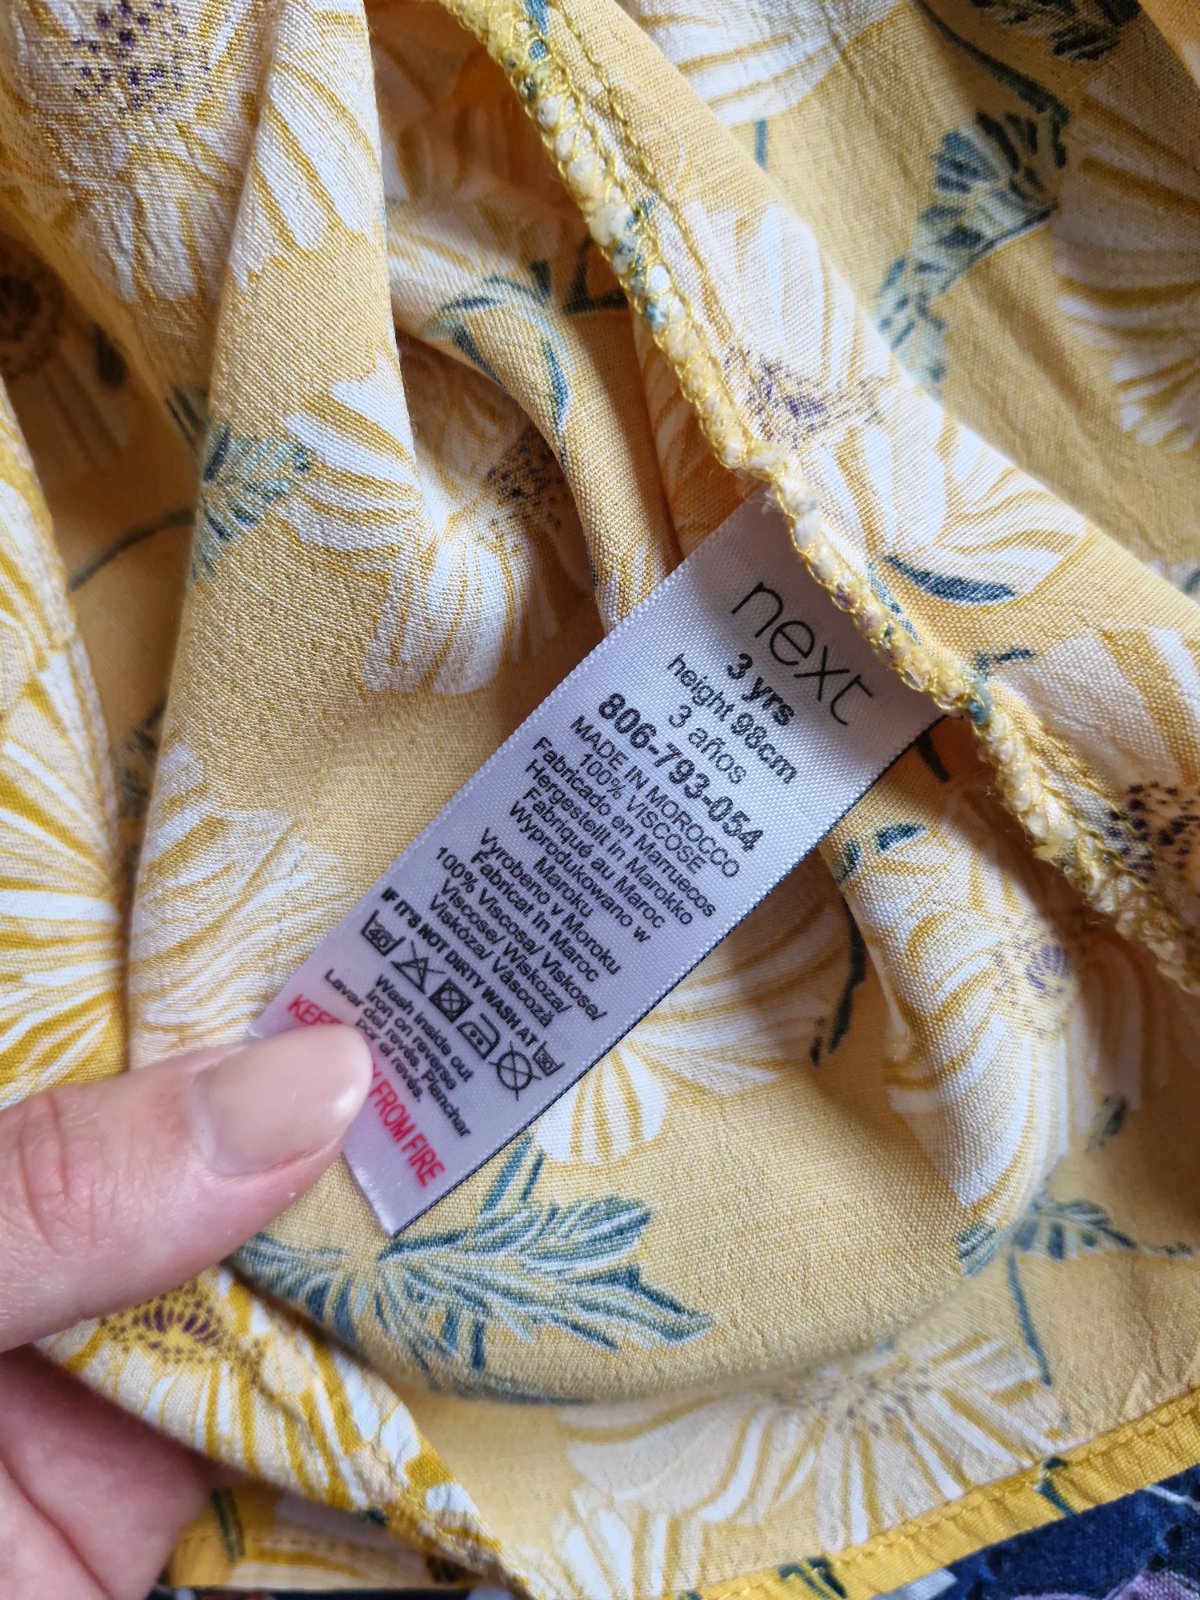 next
3 yrs
height 98cm
3 años
806-793-054
MADE IN MOROCCO
100% VISCOSE
Fabricado en Marruecos
Hergestellt in Marokko
Fabriqué au Maroc
Wyprodukowano w
Maroku
Vyrobeno v Moroku
Fabricat în Maroc
100% Viscosa/ Viskose/
Viscose/ Wiskoza/
Viskóza/ Vâscoză
IF IT'S NOT DIRTY WASH AT 30
40
Wash inside out
Iron on reverse
Lavar del revés. Planchar
por el revés.
FROM FIRE